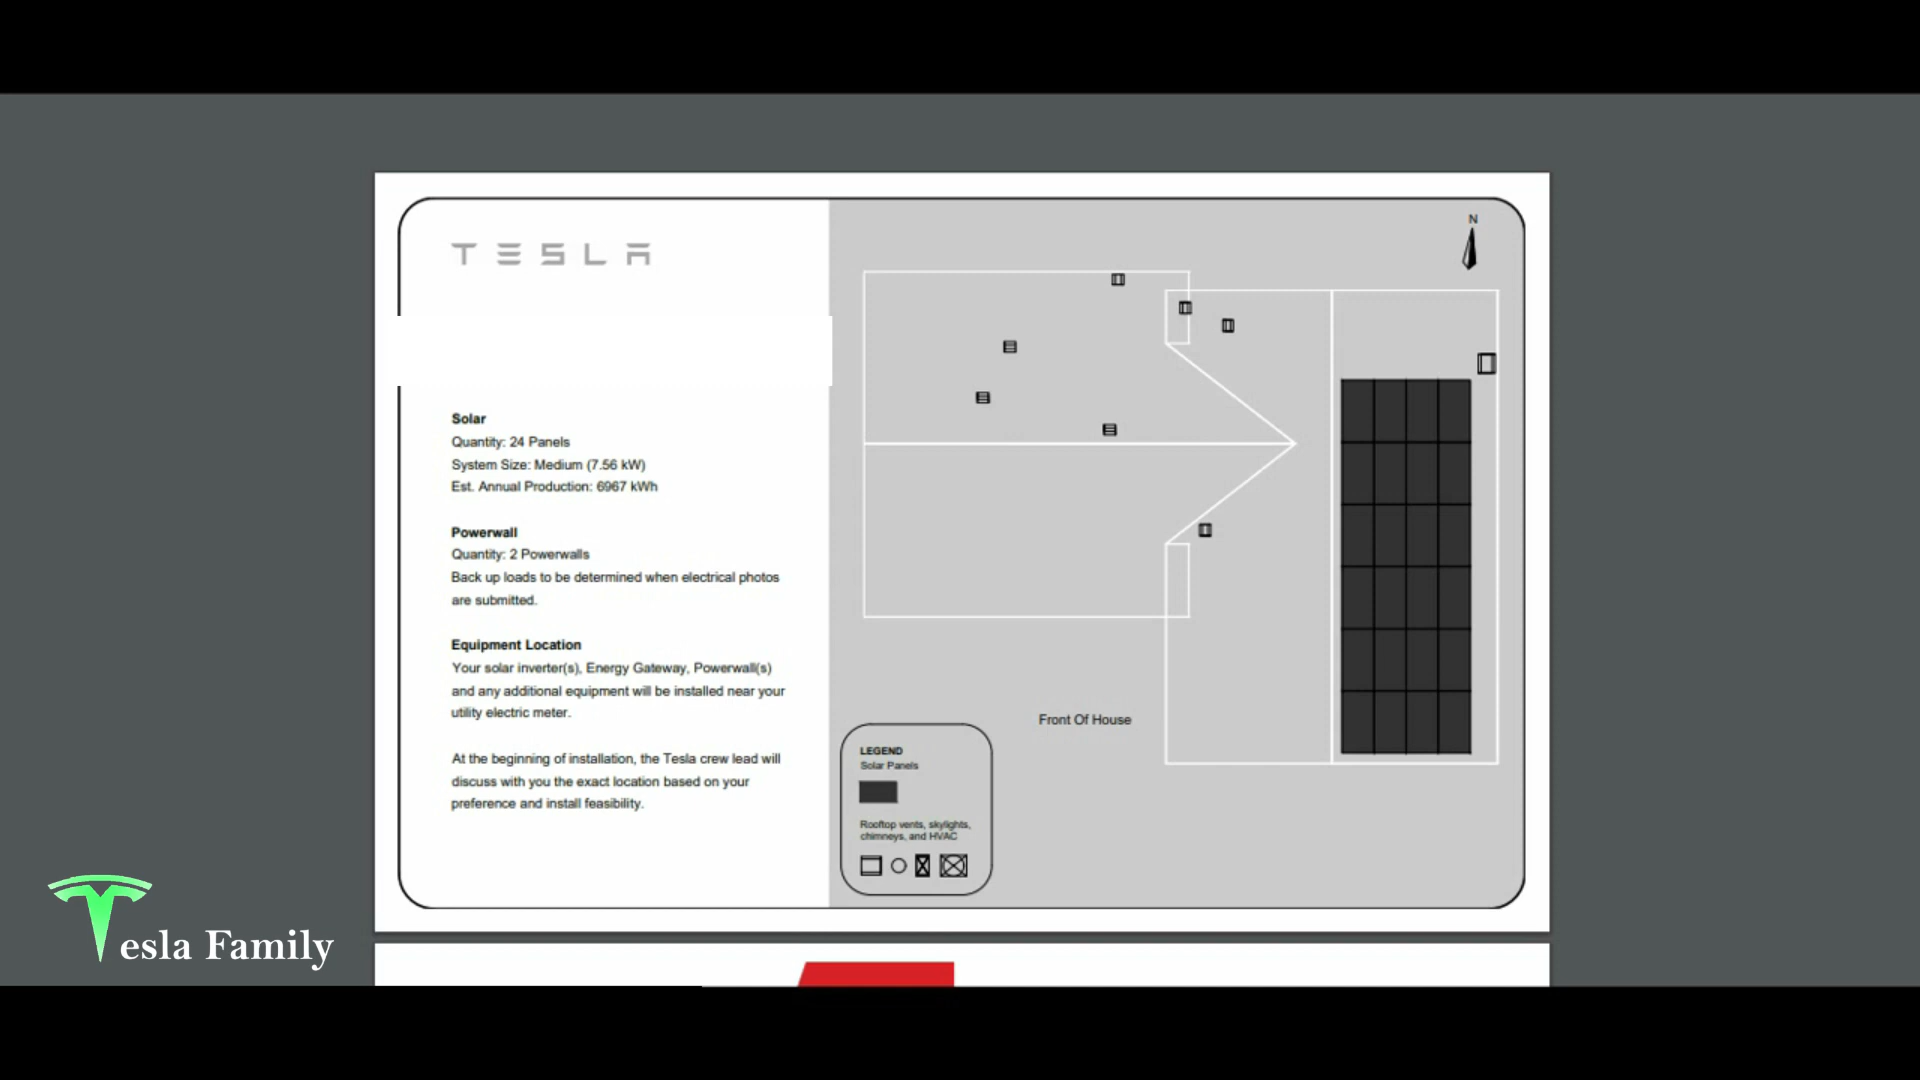 TESLA
Solar
Quantity: 24 Panels
System Size: Medium (7.56 kW)
Est. Annual Production: 6967 kWh
Powerwall
Quantity: 2 Powerwalls
Back up loads to be determined when electrical photos
are submitted.
Equipment Location
Your solar inverter(s), Energy Gateway, Powerwall(s)
and any additional equipment will be installed near your
utility electric meter.
At the beginning of installation, the Tesla crew lead will
discuss with you the exact location based on your
preference and install feasibility.
N
Front Of House
LEGEND
Solar Panels
Rooftop vents, skylights,
chimneys, and HVAC
Tesla Family